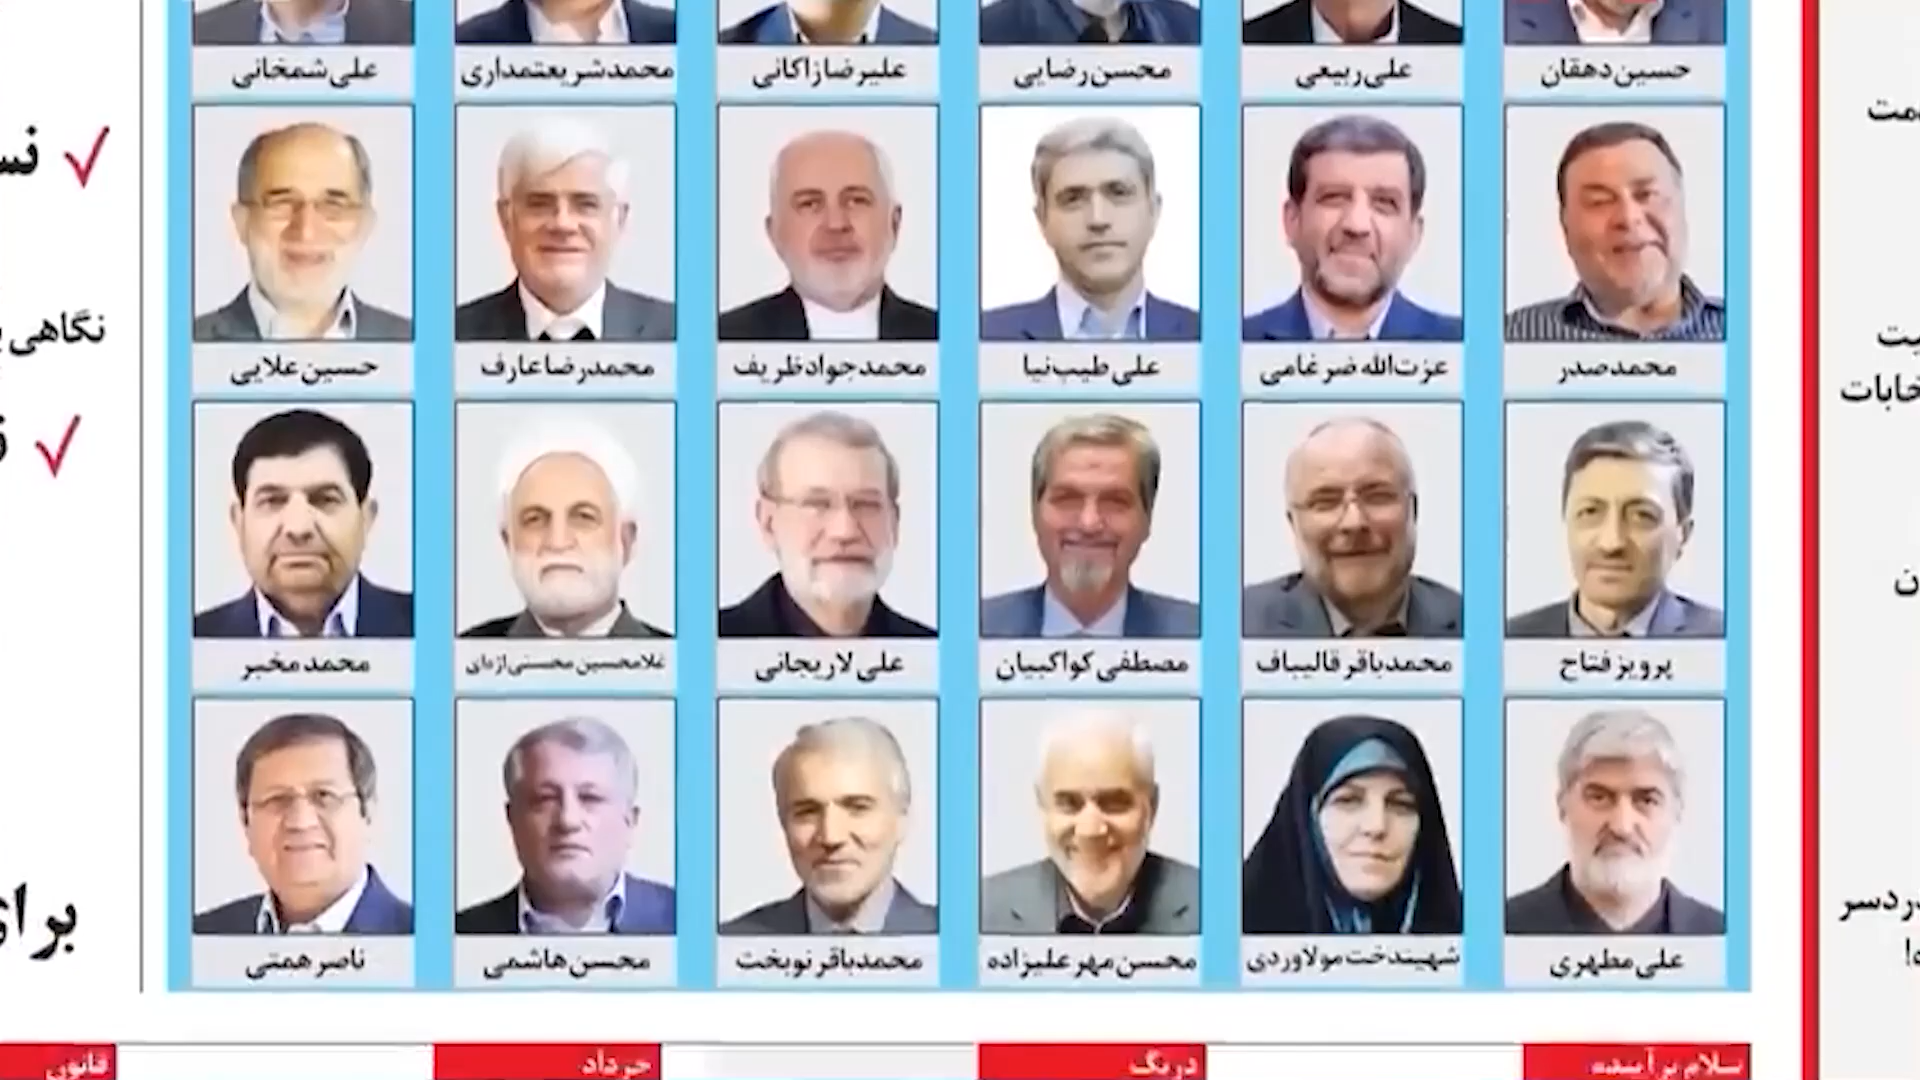 حسین دهقان
علی ربیعی
محسن رضایی
علیرضا زاکانی
محمد شریعتمداری
علی شمخانی
محمد صدر
عزت‌الله ضرغامی
علی طیب‌نیا
محمدجواد ظریف
محمدرضا عارف
حسین علایی
پرویز فتاح
محمدباقر قالیباف
مصطفی کواکبیان
علی لاریجانی
غلامحسین محسنی اژه‌ای
محمد مخبر
علی مطهری
شهیندخت مولاوردی
محسن مهرعلیزاده
محمدباقر نوبخت
محسن هاشمی
ناصر همتی
نگاهی
برای
سلام بر آینده
درنگ
خرداد
قانون